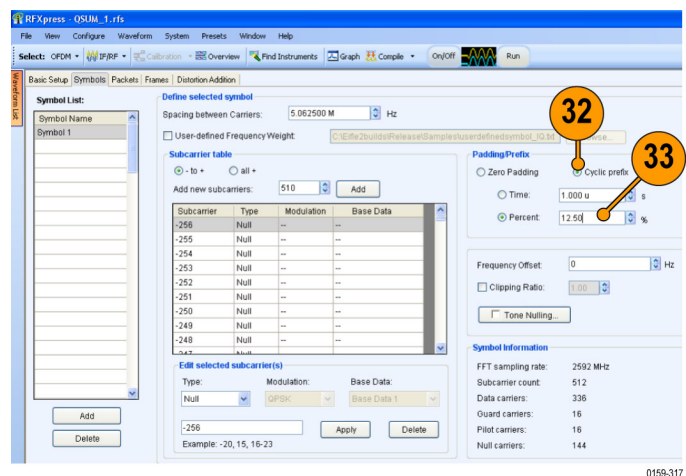 RFXpress - QSUM_1.rfs
File View Configure Waveform System Presets Window Help
Select: OFDM IF/RF Calibration Overview Find Instruments Graph Compile On/Off Run
Waveform List
Basic Setup Symbols Packets Frames Distortion Addition
Symbol List:
Symbol Name
Symbol 1
Add
Delete
Define selected symbol
Spacing between Carriers: 5.062500 M Hz
User-defined Frequency Weight: C:\Eifle2builds\Release\Samples\userdefinedsymbol_IQ.txt
Subcarrier table
- to + all +
Add new subcarriers: 510 Add
Subcarrier Type Modulation Base Data
-256 Null -- --
-255 Null -- --
-254 Null -- --
-253 Null -- --
-252 Null -- --
-251 Null -- --
-250 Null -- --
-249 Null -- --
-248 Null -- --
-247 Null
Edit selected subcarrier(s)
Type: Modulation: Base Data:
Null QPSK Base Data 1
-256 Apply Delete
Example: -20, 15, 16-23
32
33
Padding/Prefix
Zero Padding Cyclic prefix
Time: 1.000 u s
Percent: 12.50 %
Frequency Offset: 0 Hz
Clipping Ratio: 1.00
Tone Nulling...
Symbol Information
FFT sampling rate: 2592 MHz
Subcarrier count: 512
Data carriers: 336
Guard carriers: 16
Pilot carriers: 16
Null carriers: 144
0159-317